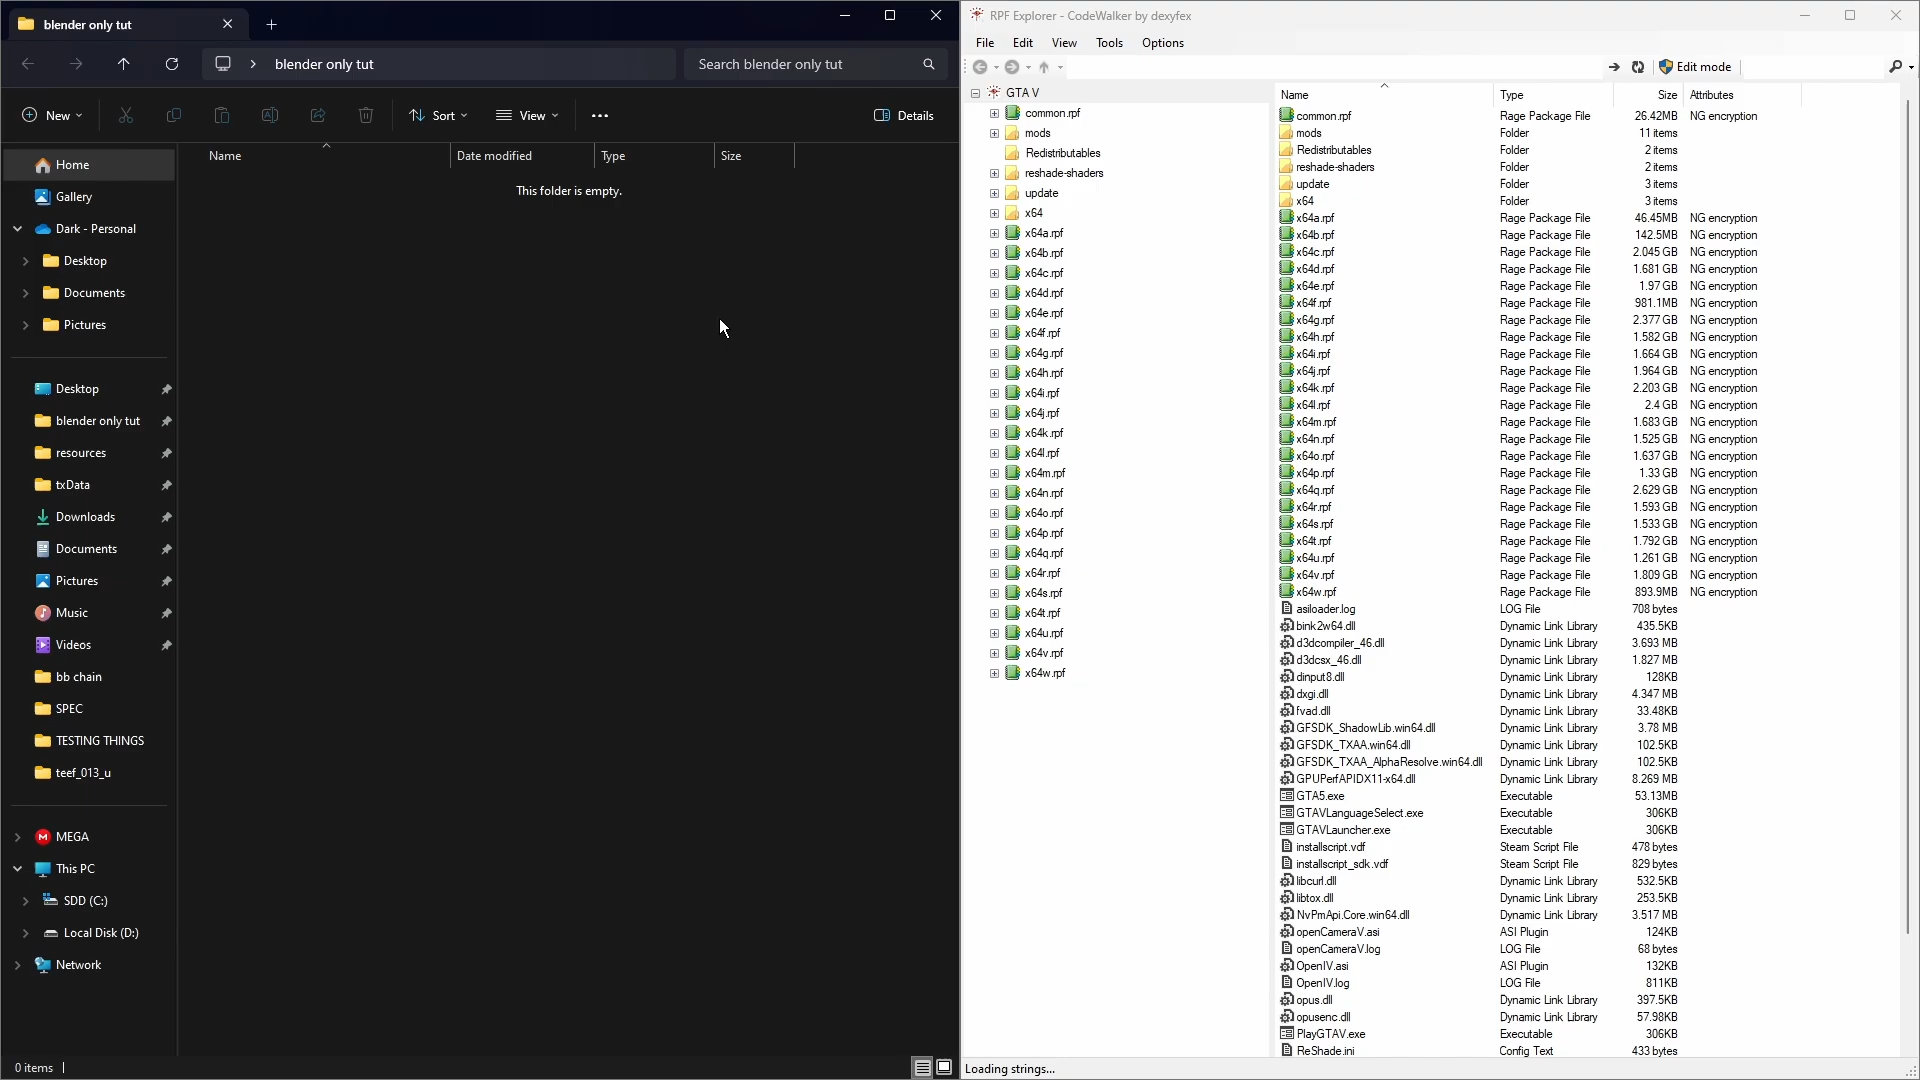 blender only tut
blender only tut
Search blender only tut
New
Sort
View
Details
Name
Date modified
Type
Size
This folder is empty.
Home
Gallery
Dark - Personal
Desktop
Documents
Pictures
Desktop
blender only tut
resources
txData
Downloads
Documents
Pictures
Music
Videos
bb chain
SPEC
TESTING THINGS
teef_013_u
MEGA
This PC
SDD (C:)
Local Disk (D:)
Network
0 items
RPF Explorer - CodeWalker by dexyfex
File Edit View Tools Options
Edit mode
GTA V
common.rpf
mods
Redistributables
reshade-shaders
update
x64
x64a.rpf
x64b.rpf
x64c.rpf
x64d.rpf
x64e.rpf
x64f.rpf
x64g.rpf
x64h.rpf
x64i.rpf
x64j.rpf
x64k.rpf
x64l.rpf
x64m.rpf
x64n.rpf
x64o.rpf
x64p.rpf
x64q.rpf
x64r.rpf
x64s.rpf
x64t.rpf
x64u.rpf
x64v.rpf
x64w.rpf
Name Type Size Attributes
common.rpf Rage Package File 26.42MB NG encryption
mods Folder 11 items
Redistributables Folder 2 items
reshade-shaders Folder 2 items
update Folder 3 items
x64 Folder 3 items
x64a.rpf Rage Package File 46.45MB NG encryption
x64b.rpf Rage Package File 142.5MB NG encryption
x64c.rpf Rage Package File 2.045 GB NG encryption
x64d.rpf Rage Package File 1.681 GB NG encryption
x64e.rpf Rage Package File 1.97 GB NG encryption
x64f.rpf Rage Package File 981.1MB NG encryption
x64g.rpf Rage Package File 2.377 GB NG encryption
x64h.rpf Rage Package File 1.582 GB NG encryption
x64i.rpf Rage Package File 1.664 GB NG encryption
x64j.rpf Rage Package File 1.964 GB NG encryption
x64k.rpf Rage Package File 2.203 GB NG encryption
x64l.rpf Rage Package File 2.4 GB NG encryption
x64m.rpf Rage Package File 1.683 GB NG encryption
x64n.rpf Rage Package File 1.525 GB NG encryption
x64o.rpf Rage Package File 1.637 GB NG encryption
x64p.rpf Rage Package File 1.33 GB NG encryption
x64q.rpf Rage Package File 2.629 GB NG encryption
x64r.rpf Rage Package File 1.593 GB NG encryption
x64s.rpf Rage Package File 1.533 GB NG encryption
x64t.rpf Rage Package File 1.792 GB NG encryption
x64u.rpf Rage Package File 1.261 GB NG encryption
x64v.rpf Rage Package File 1.809 GB NG encryption
x64w.rpf Rage Package File 893.9MB NG encryption
asiloader.log LOG File 708 bytes
bink2w64.dll Dynamic Link Library 435.5KB
d3dcompiler_46.dll Dynamic Link Library 3.693 MB
d3dcsx_46.dll Dynamic Link Library 1.827 MB
dinput8.dll Dynamic Link Library 128KB
dxgi.dll Dynamic Link Library 4.347 MB
fvad.dll Dynamic Link Library 33.48KB
GFSDK_ShadowLib.win64.dll Dynamic Link Library 3.78 MB
GFSDK_TXAA.win64.dll Dynamic Link Library 102.5KB
GFSDK_TXAA_AlphaResolve.win64.dll Dynamic Link Library 102.5KB
GPUPerfAPIDX11-x64.dll Dynamic Link Library 8.269 MB
GTA5.exe Executable 53.13MB
GTAVLanguageSelect.exe Executable 306KB
GTAVLauncher.exe Executable 306KB
installscript.vdf Steam Script File 478 bytes
installscript_sdk.vdf Steam Script File 829 bytes
libcurl.dll Dynamic Link Library 532.5KB
libtox.dll Dynamic Link Library 253.5KB
NvPmApi.Core.win64.dll Dynamic Link Library 3.517 MB
openCameraV.asi ASI Plugin 124KB
openCameraV.log LOG File 68 bytes
OpenIV.asi ASI Plugin 132KB
OpenIV.log LOG File 811KB
opus.dll Dynamic Link Library 397.5KB
opusenc.dll Dynamic Link Library 57.98KB
PlayGTAV.exe Executable 306KB
ReShade.ini Config Text 433 bytes
Loading strings...